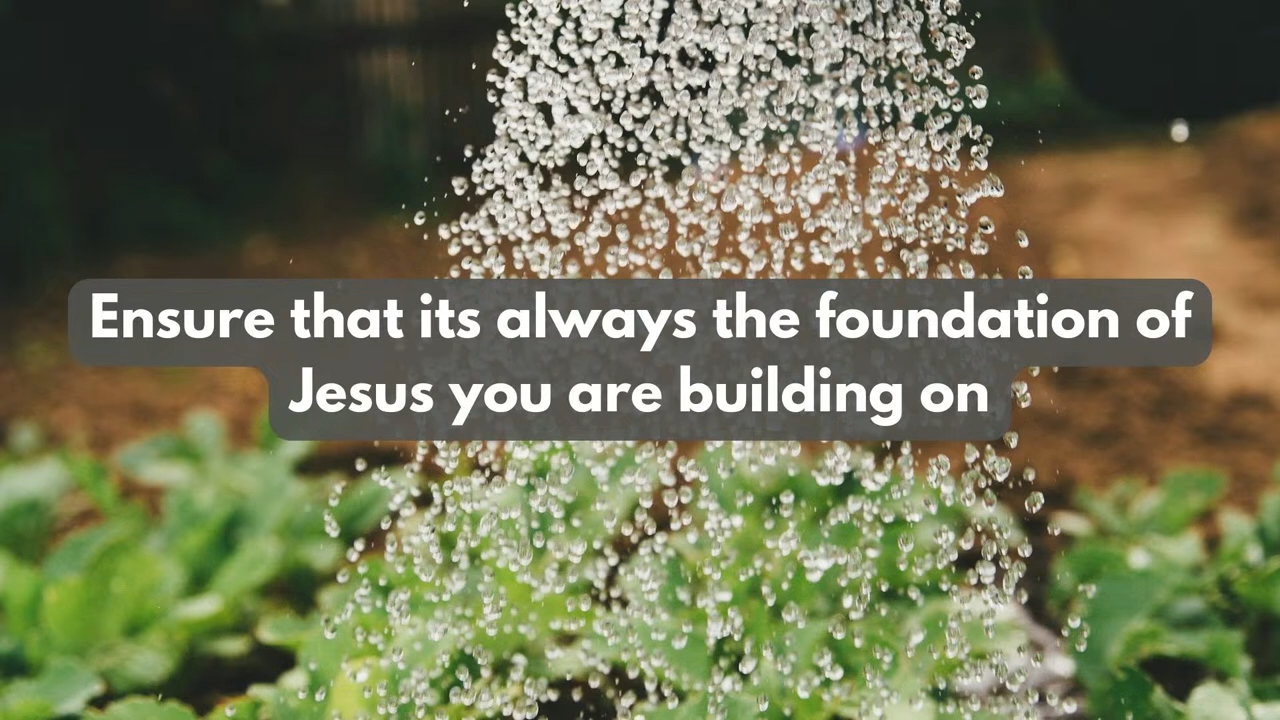 Ensure that its always the foundation of
Jesus you are building on